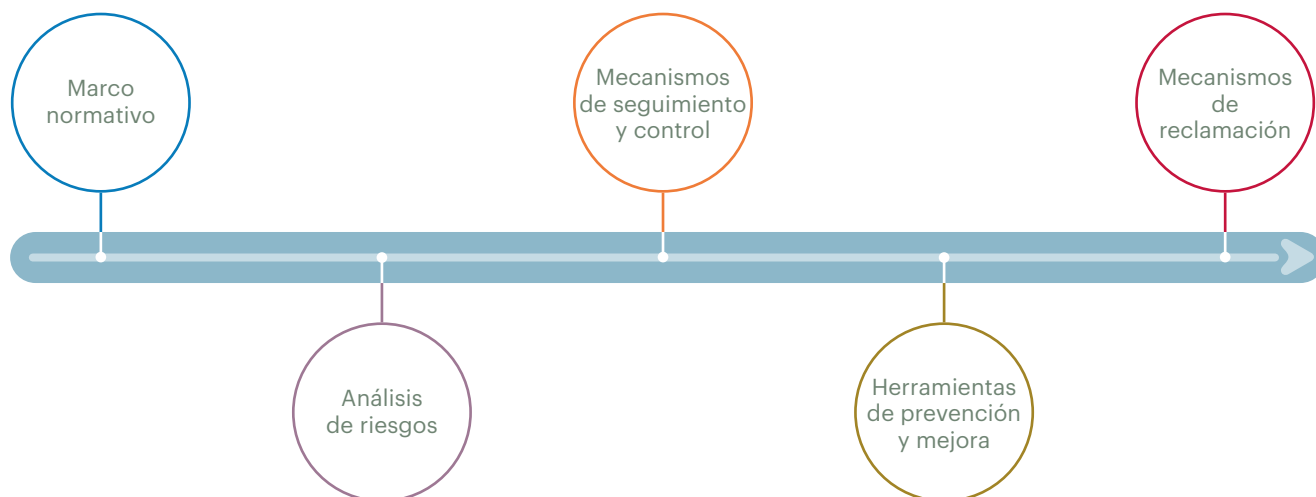 Marco
normativo
Análisis
de riesgos
Mecanismos
de seguimiento
y control
Herramientas
de prevención
y mejora
Mecanismos
de
reclamación